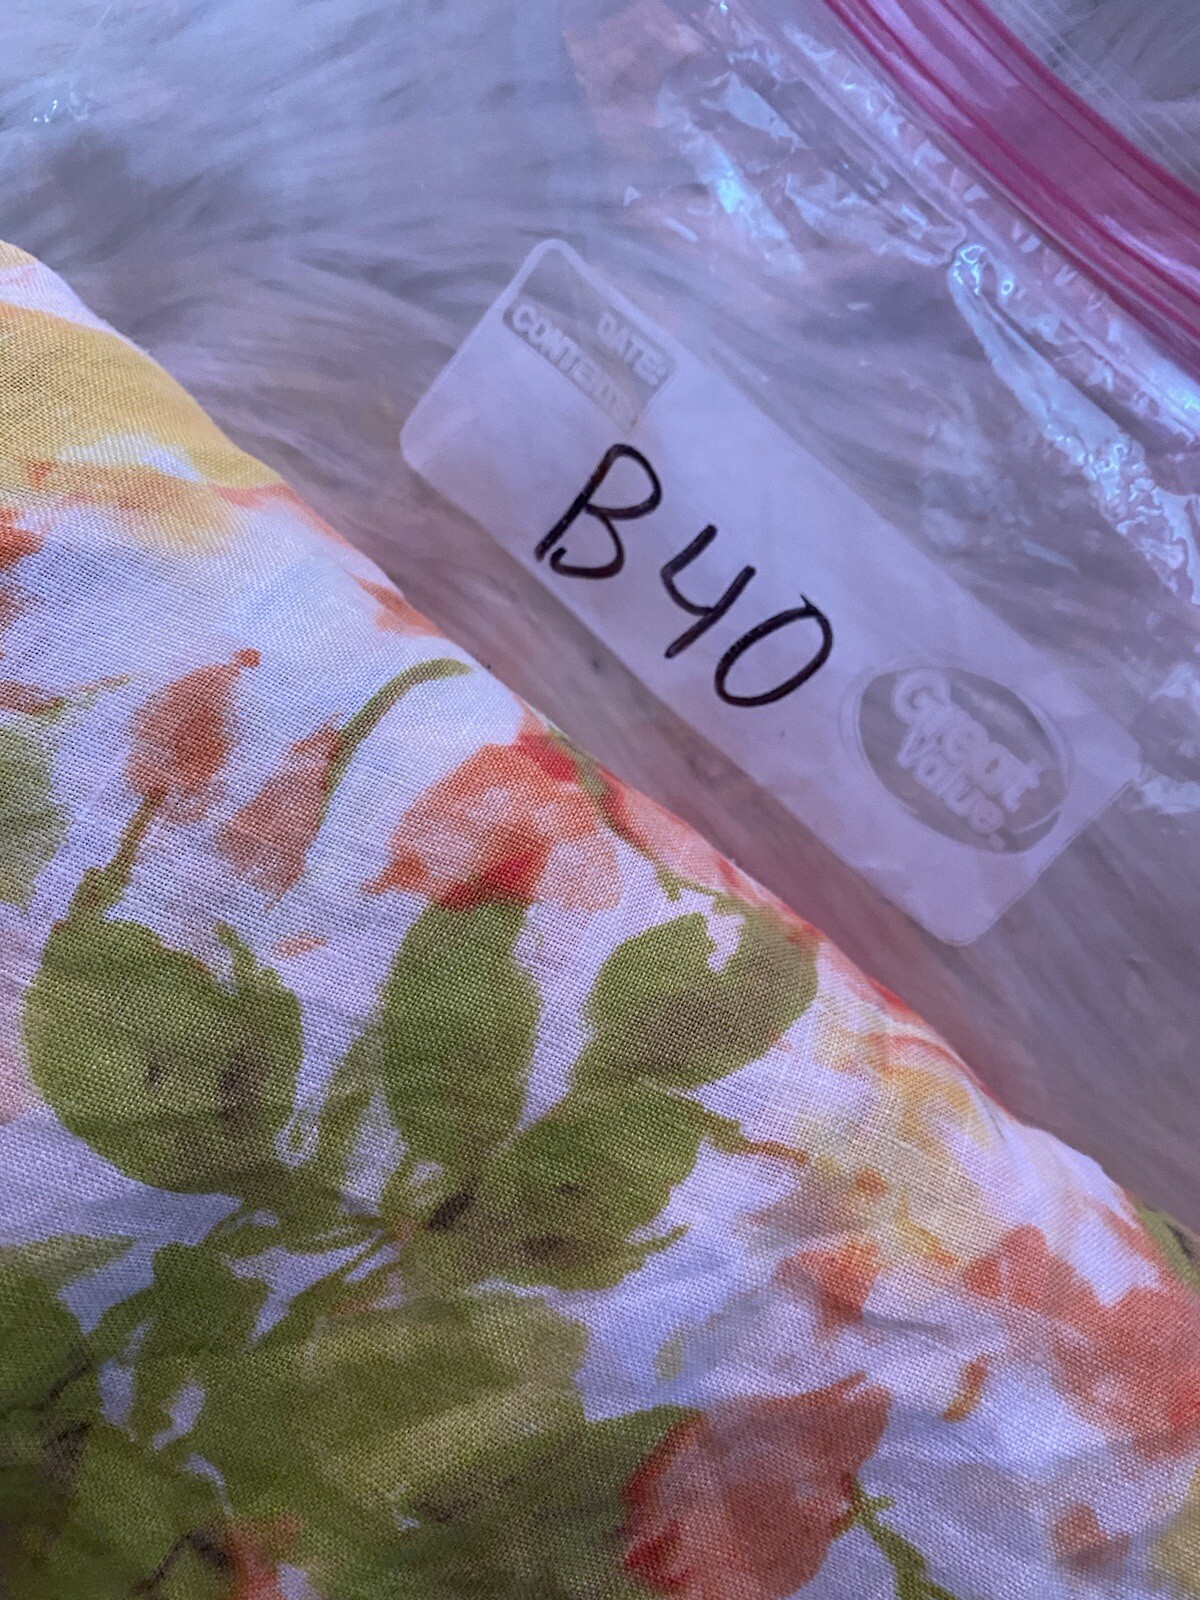 DATE:
CONTENTS:
B40
Great
Value